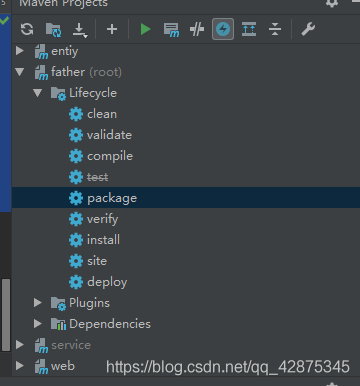 Maven Projects
entiy
father (root)
Lifecycle
clean
validate
compile
test
package
verify
install
site
deploy
Plugins
Dependencies
service
web
https://blog.csdn.net/qq_42875345